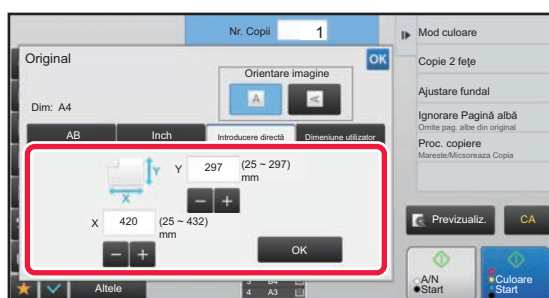 Nr. Copii 1
Mod culoare
Original
OK
Orientare imagine
Copie 2 fețe
A A
Ajustare fundal
Dim: A4
Ignorare Pagină albă
Omite pag. albe din original
AB Inch Introducere directă Dimeniune utilizator
Proc. copiere
Mareste/Micsoreaza Copia
Y Y 297 (25 ~ 297)
mm
X
X 420 (25 ~ 432)
mm
Previzualiz. CA
OK
Altele
4 A3
A/N
Start
Culoare
Start